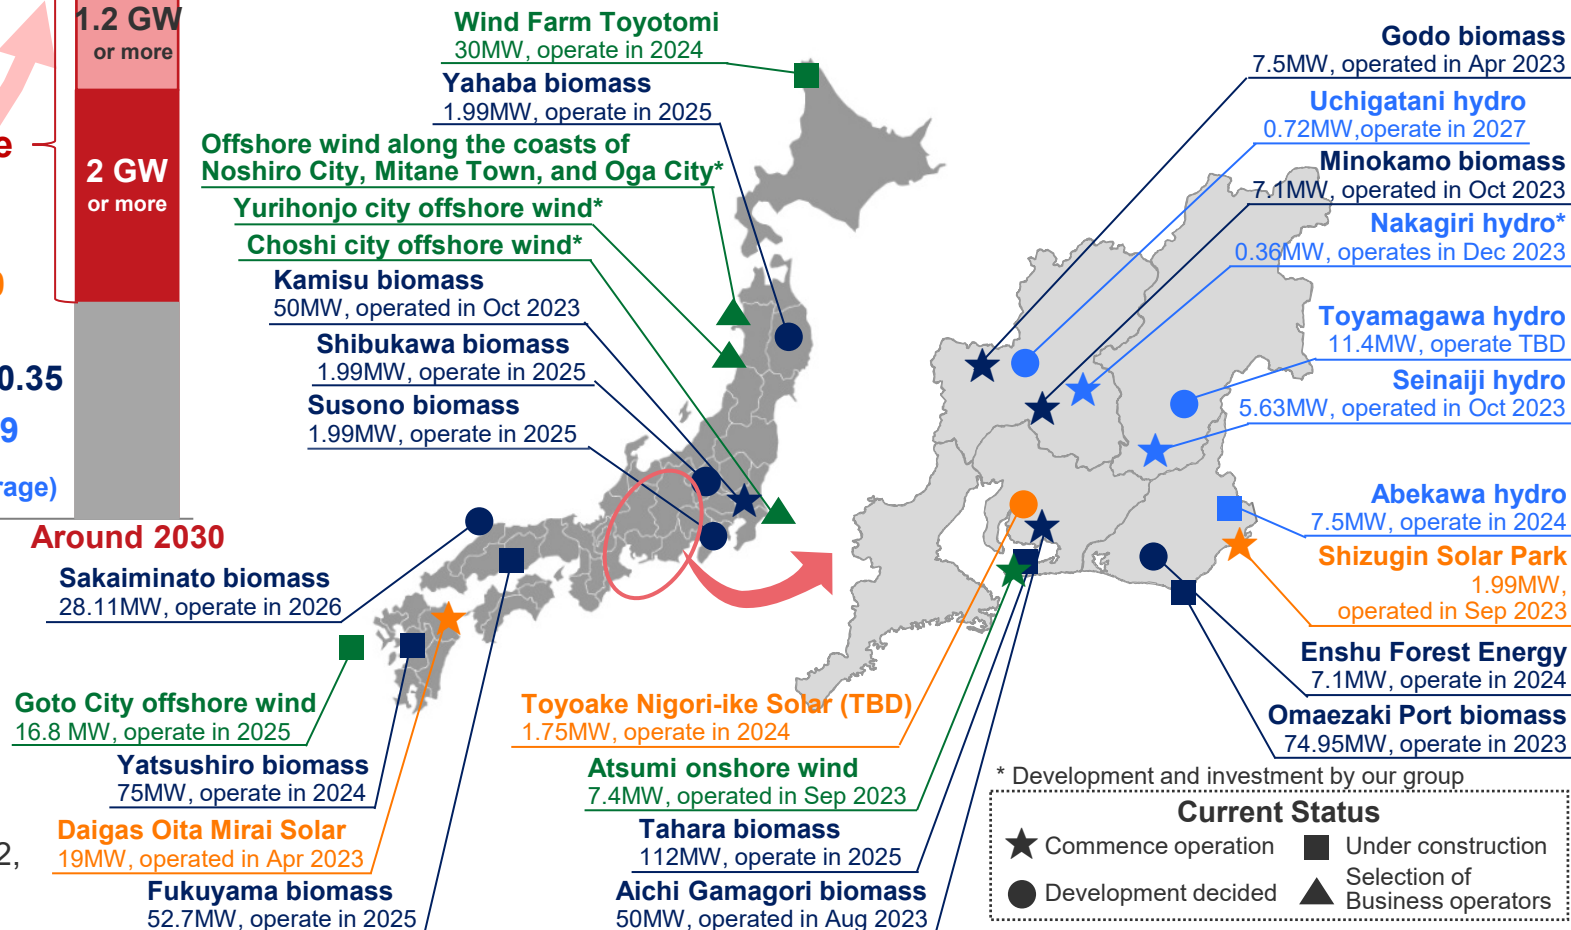 1.2 GW
or more
e
2 GW
or more
0.35
9
rage)
Around 2030
2,
Wind Farm Toyotomi
30MW, operate in 2024
Yahaba biomass
1.99MW, operate in 2025
Offshore wind along the coasts of
Noshiro City, Mitane Town, and Oga City*
Yurihonjo city offshore wind*
Choshi city offshore wind*
Kamisu biomass
50MW, operated in Oct 2023
Shibukawa biomass
1.99MW, operate in 2025
Susono biomass
1.99MW, operate in 2025
Sakaiminato biomass
28.11MW, operate in 2026
Goto City offshore wind
16.8 MW, operate in 2025
Yatsushiro biomass
75MW, operate in 2024
Daigas Oita Mirai Solar
19MW, operated in Apr 2023
Fukuyama biomass
52.7MW, operate in 2025
Toyoake Nigori-ike Solar (TBD)
1.75MW, operate in 2024
Atsumi onshore wind
7.4MW, operated in Sep 2023
Tahara biomass
112MW, operate in 2025
Aichi Gamagori biomass
50MW, operated in Aug 2023
Godo biomass
7.5MW, operated in Apr 2023
Uchigatani hydro
0.72MW,operate in 2027
Minokamo biomass
7.1MW, operated in Oct 2023
Nakagiri hydro*
0.36MW, operates in Dec 2023
Toyamagawa hydro
11.4MW, operate TBD
Seinaiji hydro
5.63MW, operated in Oct 2023
Abekawa hydro
7.5MW, operate in 2024
Shizugin Solar Park
1.99MW,
operated in Sep 2023
Enshu Forest Energy
7.1MW, operate in 2024
Omaezaki Port biomass
74.95MW, operate in 2023
* Development and investment by our group
Current Status
Commence operation
Under construction
Development decided
Selection of
Business operators